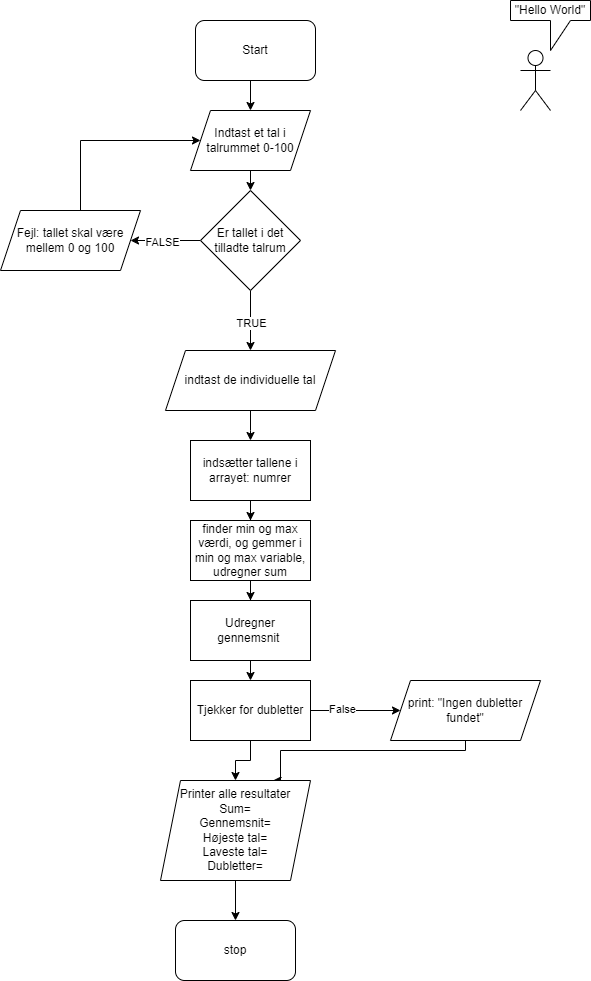 "Hello World"
Start
Indtast et tal i
talrummet 0-100
Fejl: tallet skal være
mellem 0 og 100
FALSE
Er tallet i det
tilladte talrum
TRUE
indtast de individuelle tal
indsætter tallene i
arrayet: numrer
finder min og max
værdi, og gemmer i
min og max variable,
udregner sum
Udregner
gennemsnit
Tjekker for dubletter
False
print: "Ingen dubletter
fundet"
Printer alle resultater
Sum=
Gennemsnit=
Højeste tal=
Laveste tal=
Dubletter=
stop